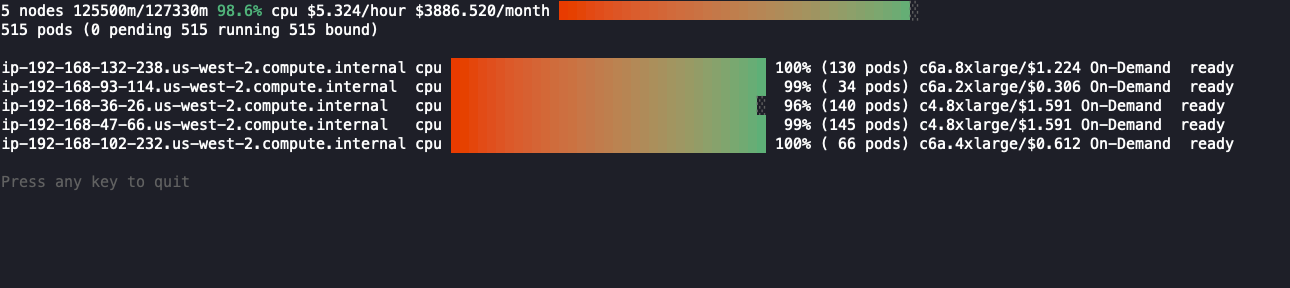 5 nodes 125500m/127330m 98.6% cpu $5.324/hour $3886.520/month
515 pods (0 pending 515 running 515 bound)
ip-192-168-132-238.us-west-2.compute.internal cpu 100% (130 pods) c6a.8xlarge/$1.224 On-Demand ready
ip-192-168-93-114.us-west-2.compute.internal cpu 99% ( 34 pods) c6a.2xlarge/$0.306 On-Demand ready
ip-192-168-36-26.us-west-2.compute.internal cpu 96% (140 pods) c4.8xlarge/$1.591 On-Demand ready
ip-192-168-47-66.us-west-2.compute.internal cpu 99% (145 pods) c4.8xlarge/$1.591 On-Demand ready
ip-192-168-102-232.us-west-2.compute.internal cpu 100% ( 66 pods) c6a.4xlarge/$0.612 On-Demand ready
Press any key to quit